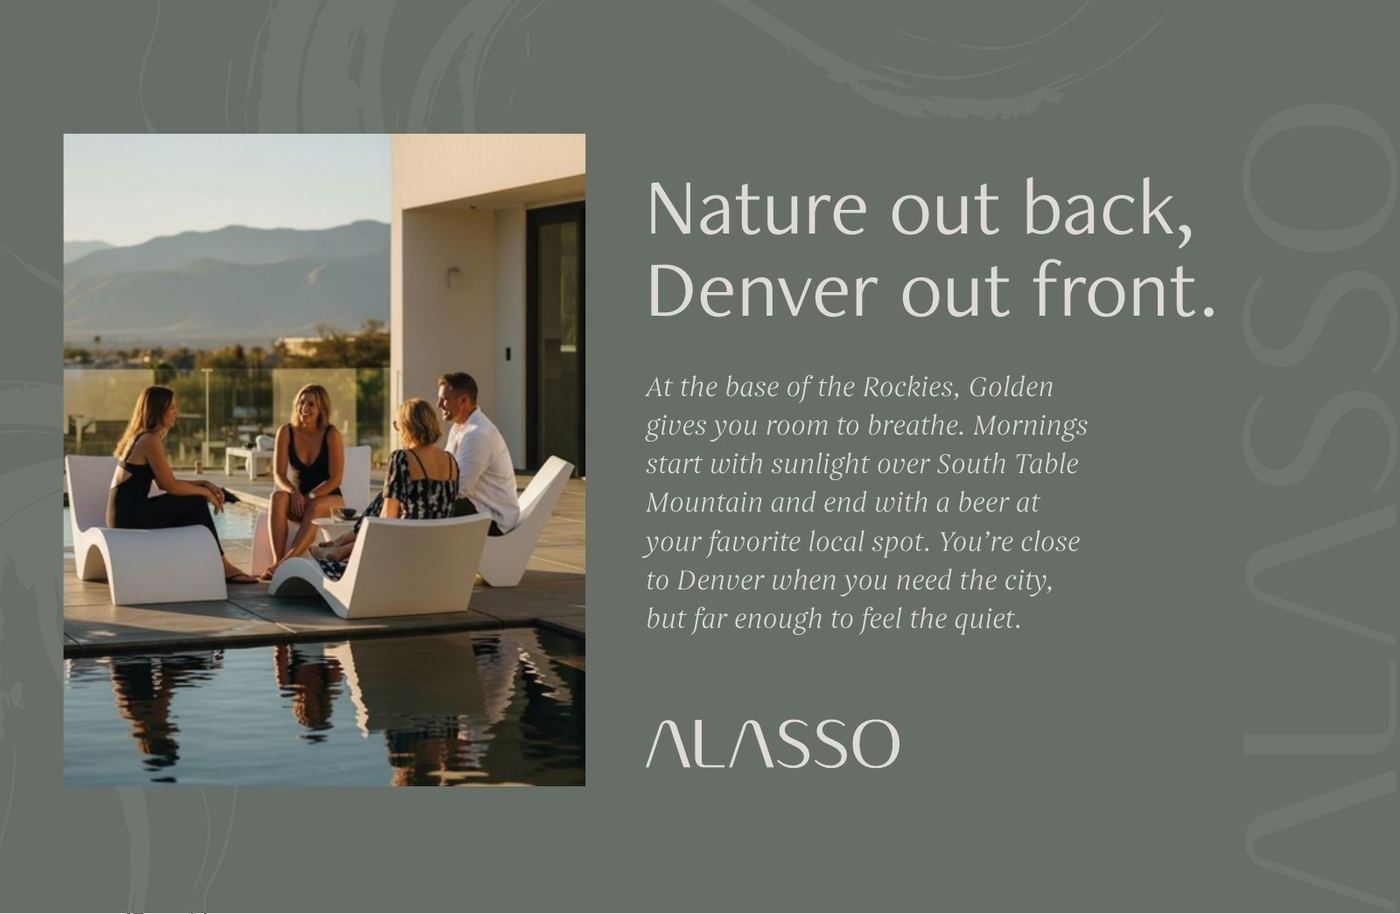 Nature out back,
Denver out front.
At the base of the Rockies, Golden
gives you room to breathe. Mornings
start with sunlight over South Table
Mountain and end with a beer at
your favorite local spot. You’re close
to Denver when you need the city,
but far enough to feel the quiet.
ALASSO
ALASSO